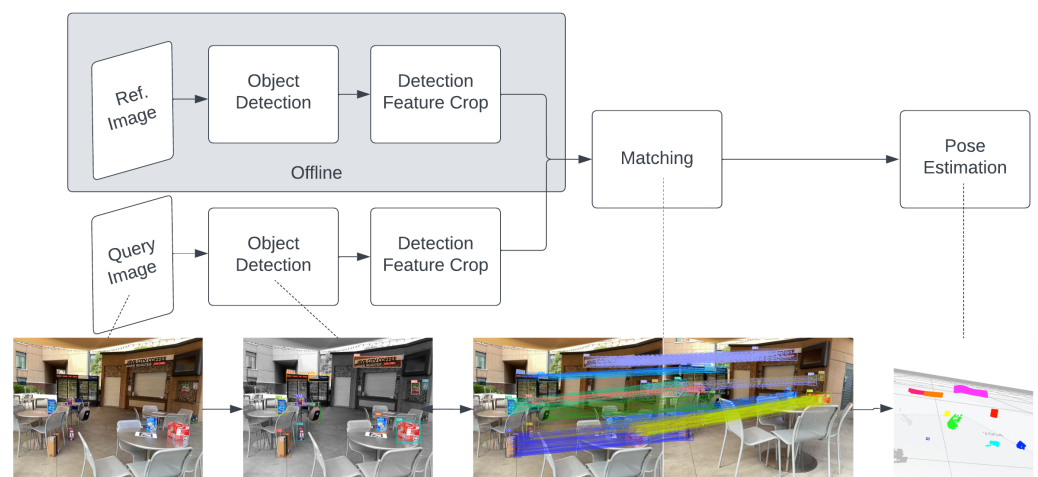 Ref.
Image
Object
Detection
Detection
Feature Crop
Offline
Matching
Pose
Estimation
Query
Image
Object
Detection
Detection
Feature Crop